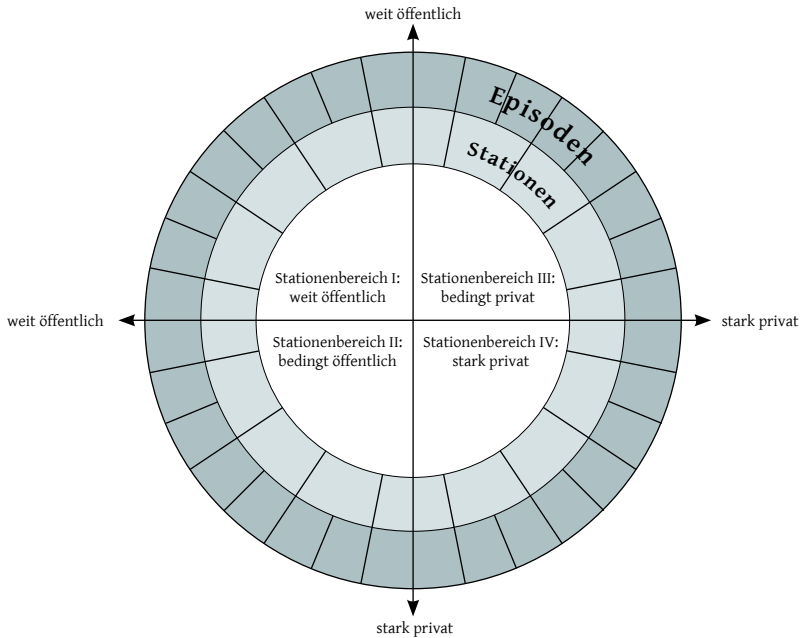 weit öffentlich
Episoden
Stationen
Stationenbereich I:
weit öffentlich
Stationenbereich III:
bedingt privat
weit öffentlich
stark privat
Stationenbereich II:
bedingt öffentlich
Stationenbereich IV:
stark privat
stark privat